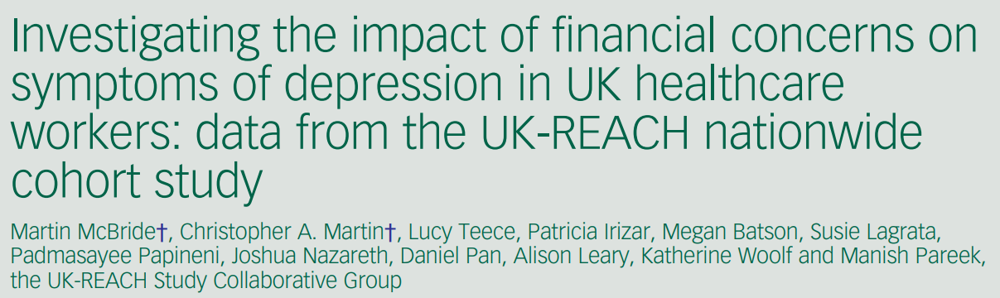 Investigating the impact of financial concerns on
symptoms of depression in UK healthcare
workers: data from the UK-REACH nationwide
cohort study
Martin McBride†, Christopher A. Martin†, Lucy Teece, Patricia Irizar, Megan Batson, Susie Lagrata,
Padmasayee Papineni, Joshua Nazareth, Daniel Pan, Alison Leary, Katherine Woolf and Manish Pareek,
the UK-REACH Study Collaborative Group